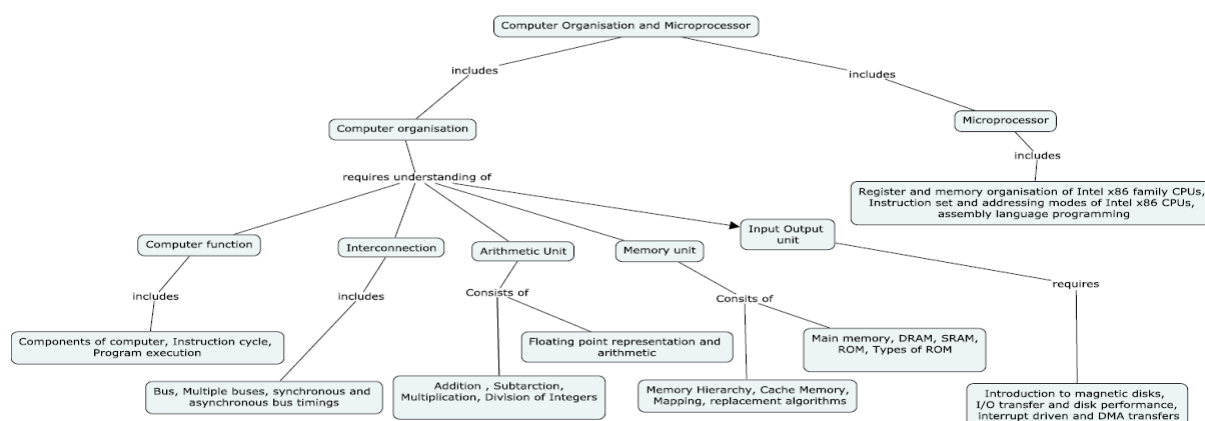 Computer Organisation and Microprocessor
includes
includes
Computer organisation
Microprocessor
includes
requires understanding of
Register and memory organisation of Intel x86 family CPUs,
Instruction set and addressing modes of Intel x86 CPUs,
assembly language programming
Computer function
Interconnection
Arithmetic Unit
Memory unit
Input Output
unit
includes
includes
Consists of
Consits of
requires
Components of computer, Instruction cycle,
Program execution
Floating point representation and
arithmetic
Main memory, DRAM, SRAM,
ROM, Types of ROM
Bus, Multiple buses, synchronous and
asynchronous bus timings
Addition , Subtarction,
Multiplication, Division of Integers
Memory Hierarchy, Cache Memory,
Mapping, replacement algorithms
Introduction to magnetic disks,
I/O transfer and disk performance,
interrupt driven and DMA transfers